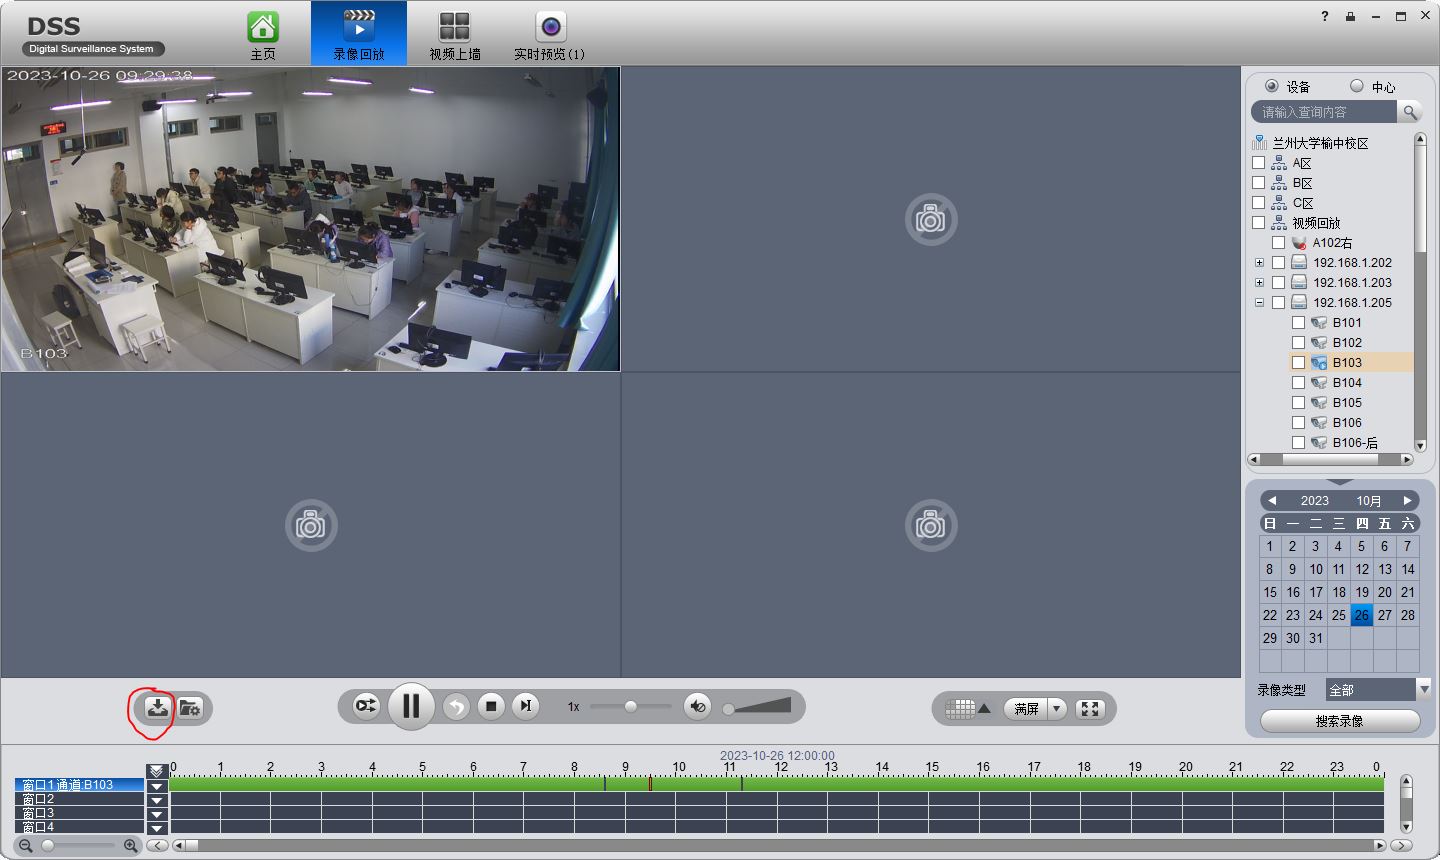 DSS
Digital Surveillance System
主页
录像回放
视频上墙
实时预览(1)
?
2023-10-26 09:29:38
B103
设备
中心
请输入查询内容
兰州大学榆中校区
A区
B区
C区
视频回放
A102右
192.168.1.202
192.168.1.203
192.168.1.205
B101
B102
B103
B104
B105
B106
B106-后
2023 10月
日 一 二 三 四 五 六
1 2 3 4 5 6 7
8 9 10 11 12 13 14
15 16 17 18 19 20 21
22 23 24 25 26 27 28
29 30 31
录像类型 全部
搜索录像
1x
满屏
2023-10-26 12:00:00
0 1 2 3 4 5 6 7 8 9 10 11 12 13 14 15 16 17 18 19 20 21 22 23 0
窗口1 通道:B103
窗口2
窗口3
窗口4